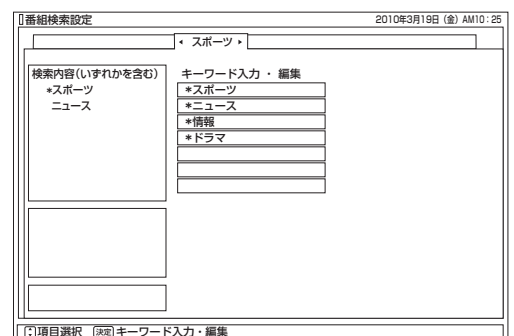 番組検索設定 2010年3月19日（金）AM10：25
スポーツ
検索内容（いずれかを含む）
*スポーツ
ニュース
キーワード入力 ・ 編集
*スポーツ
*ニュース
*情報
*ドラマ
項目選択 決定 キーワード入力・編集